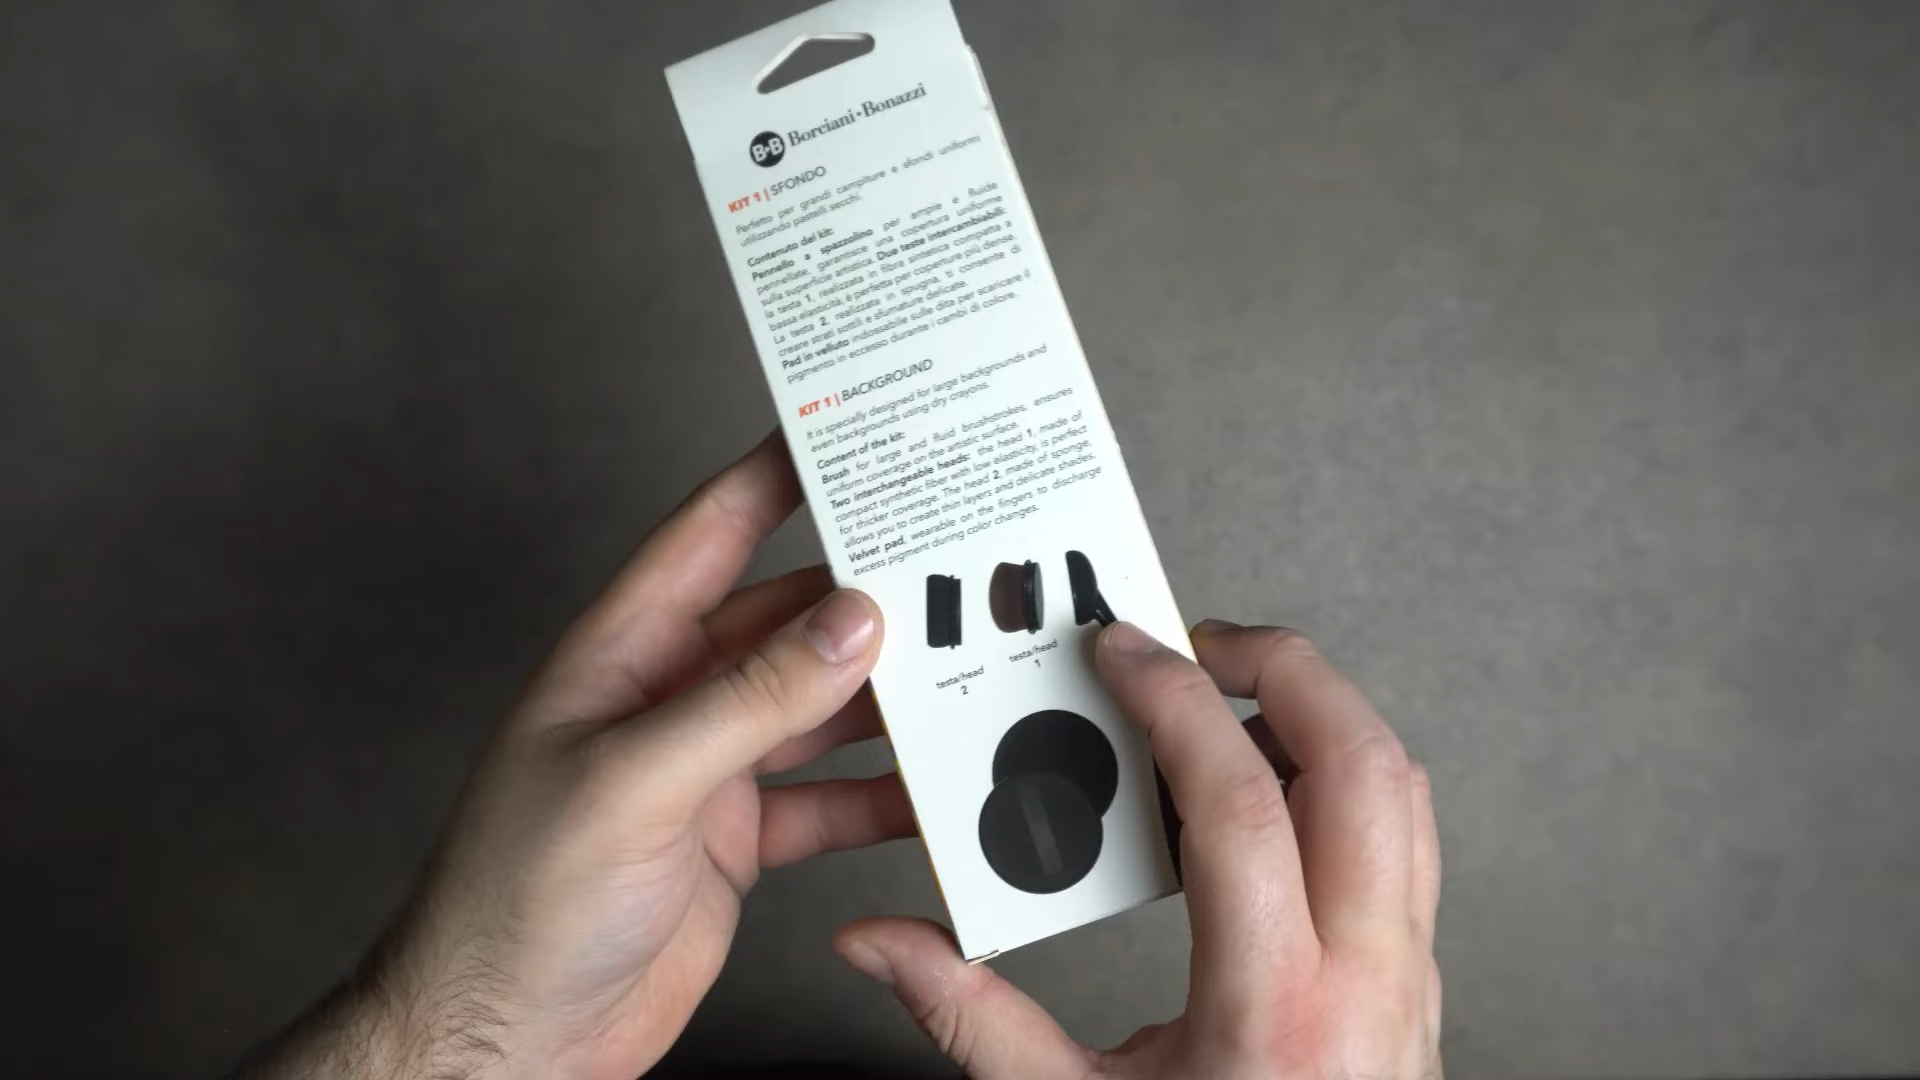 B·B Borciani·Bonazzi
KIT 1 | SFONDO
Perfetto per grandi campiture e sfondi uniformi
utilizzando pastelli secchi.
Contenuto del kit:
Pennello a spazzolino per ampie e fluide
pennellate, garantisce una copertura uniforme
sulla superficie artistica. Due teste intercambiabili:
la testa 1, realizzata in fibra sintetica compatta a
bassa elasticità, è perfetta per coperture più dense.
La testa 2, realizzata in spugna, ti consente di
creare strati sottili e sfumature delicate.
Pad in velluto indossabile sulle dita per scaricare il
pigmento in eccesso durante i cambi di colore.
KIT 1 | BACKGROUND
It is specially designed for large backgrounds and
even backgrounds using dry crayons.
Content of the kit:
Brush for large and fluid brushstrokes, ensures
uniform coverage on the artistic surface.
Two interchangeable heads: the head 1, made of
compact synthetic fiber with low elasticity, is perfect
for thicker coverage. The head 2, made of sponge,
allows you to create thin layers and delicate shades.
Velvet pad, wearable on the fingers to discharge
excess pigment during color changes.
testa/head
1
testa/head
2